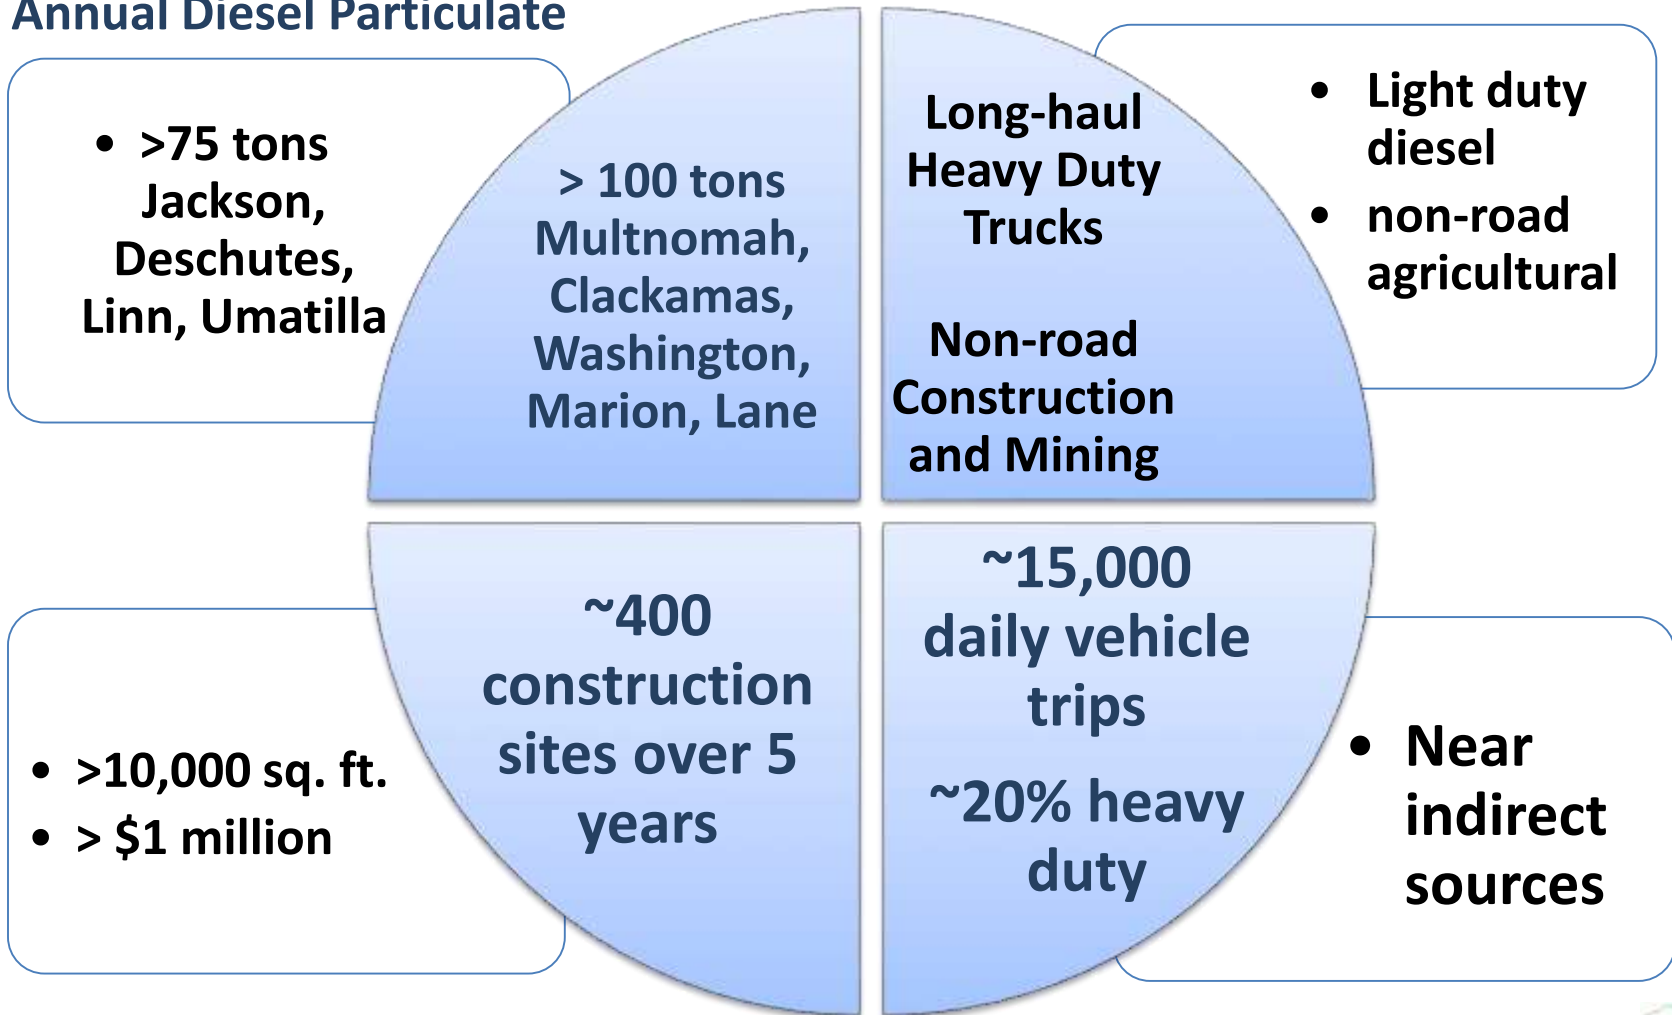 Annual Diesel Particulate
• >75 tons
Jackson,
Deschutes,
Linn, Umatilla
> 100 tons
Multnomah,
Clackamas,
Washington,
Marion, Lane
Long-haul
Heavy Duty
Trucks
Non-road
Construction
and Mining
• Light duty
diesel
• non-road
agricultural
• >10,000 sq. ft.
• > $1 million
~400
construction
sites over 5
years
~15,000
daily vehicle
trips
~20% heavy
duty
• Near
indirect
sources